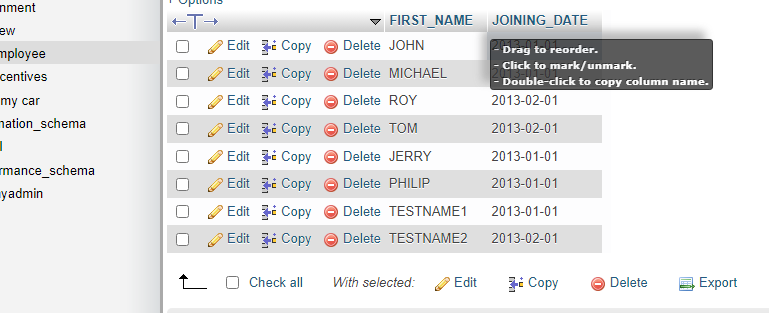 + Options
nment
FIRST_NAME JOINING_DATE
ew
Edit Copy Delete JOHN
mployee
- Drag to reorder.
- Click to mark/unmark.
- Double-click to copy column name.
Edit Copy Delete MICHAEL
centives
my car
Edit Copy Delete ROY 2013-02-01
mation_schema
Edit Copy Delete TOM 2013-02-01
l
Edit Copy Delete JERRY 2013-01-01
rmance_schema
Edit Copy Delete PHILIP 2013-01-01
yadmin
Edit Copy Delete TESTNAME1 2013-01-01
Edit Copy Delete TESTNAME2 2013-02-01
Check all With selected: Edit Copy Delete Export